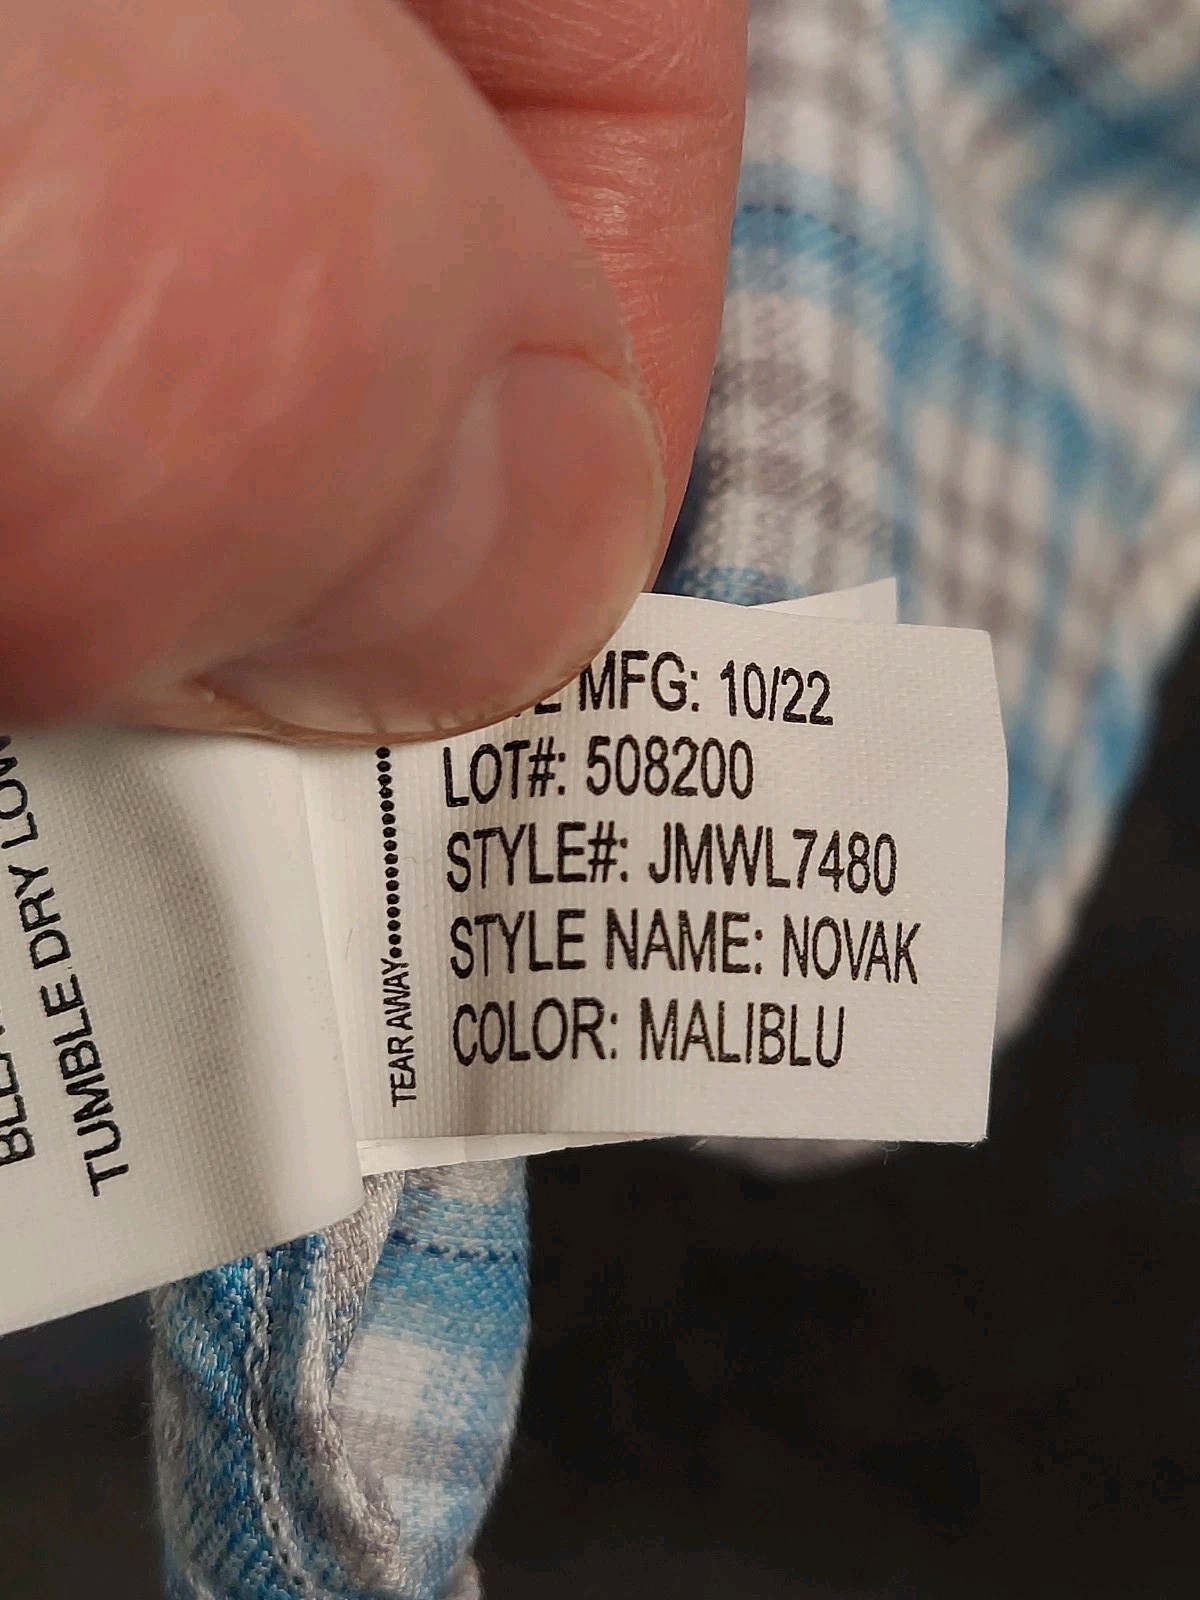 MFG: 10/22
LOT#: 508200
STYLE#: JMWL7480
STYLE NAME: NOVAK
COLOR: MALIBLU
TEAR AWAY
TUMBLE DRY LOW